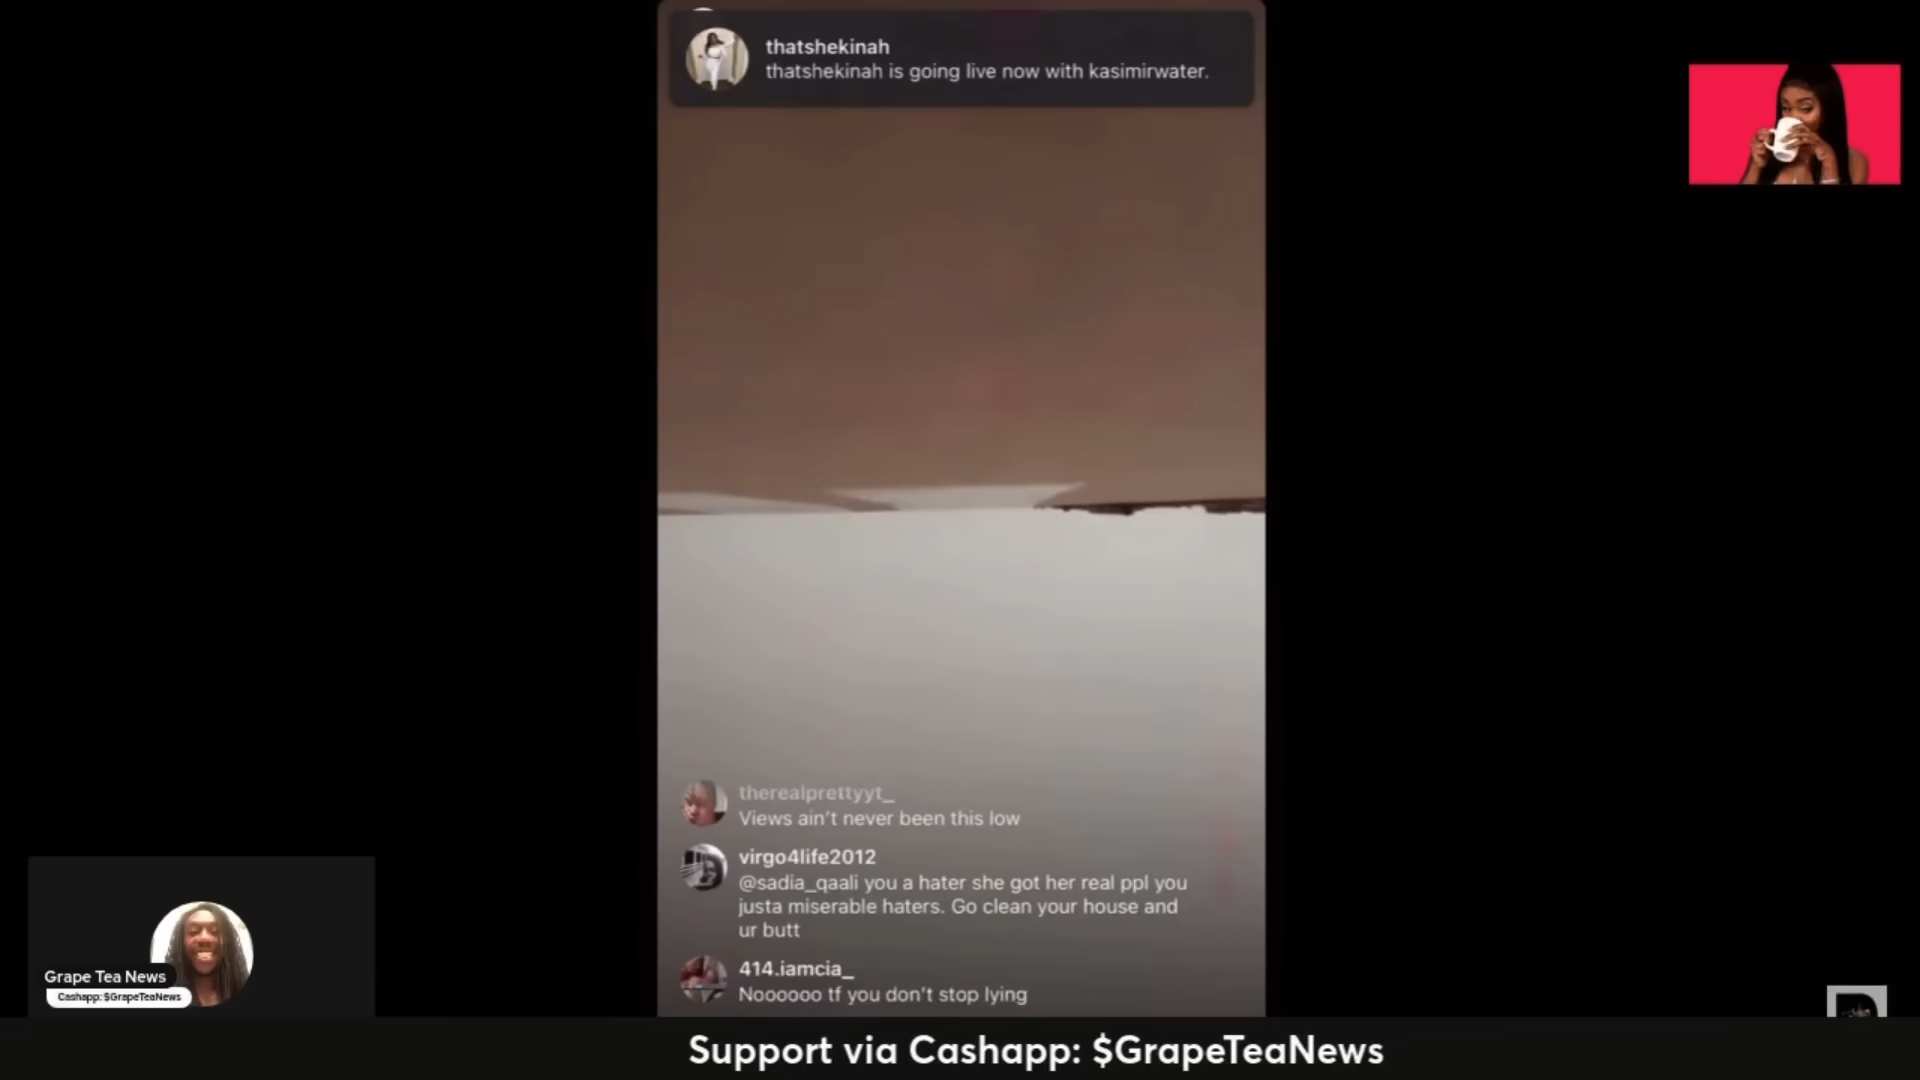 thatshekinah
thatshekinah is going live now with kasimirwater.
therealprettyyt_
Views ain't never been this low
virgo4life2012
@sadia_qaali you a hater she got her real ppl you
justa miserable haters. Go clean your house and
ur butt
414.iamcia_
Noooooo tf you don't stop lying
Grape Tea News
Cashapp: $GrapeTeaNews
Support via Cashapp: $GrapeTeaNews